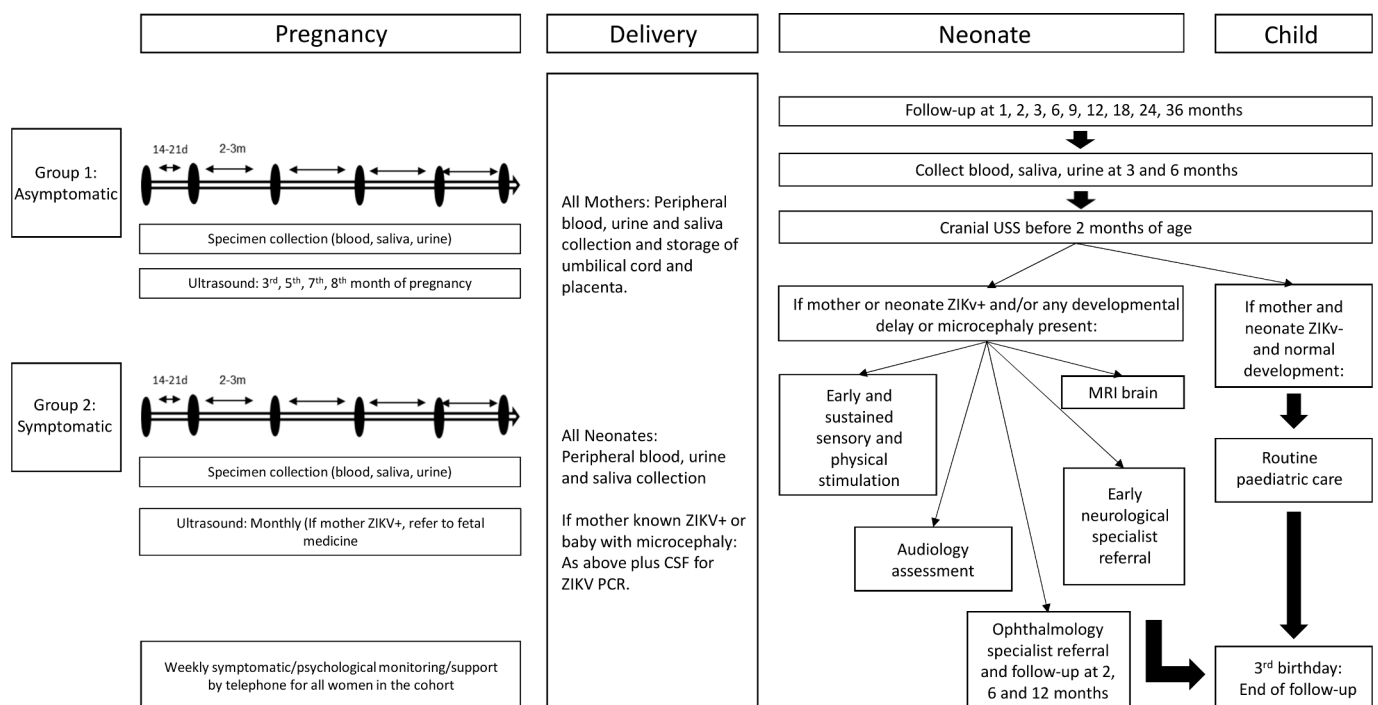 Pregnancy
Delivery
Neonate
Child
Group 1:
Asymptomatic
14-21d
2-3m
Specimen collection (blood, saliva, urine)
Ultrasound: 3rd, 5th, 7th, 8th month of pregnancy
Group 2:
Symptomatic
14-21d
2-3m
Specimen collection (blood, saliva, urine)
Ultrasound: Monthly (If mother ZIKV+, refer to fetal
medicine
Weekly symptomatic/psychological monitoring/support
by telephone for all women in the cohort
All Mothers: Peripheral
blood, urine and saliva
collection and storage of
umbilical cord and
placenta.
All Neonates:
Peripheral blood, urine
and saliva collection
If mother known ZIKV+ or
baby with microcephaly:
As above plus CSF for
ZIKV PCR.
Follow-up at 1, 2, 3, 6, 9, 12, 18, 24, 36 months
Collect blood, saliva, urine at 3 and 6 months
Cranial USS before 2 months of age
If mother or neonate ZIKv+ and/or any developmental
delay or microcephaly present:
Early and
sustained
sensory and
physical
stimulation
Audiology
assessment
Ophthalmology
specialist referral
and follow-up at 2,
6 and 12 months
Early
neurological
specialist
referral
MRI brain
If mother and
neonate ZIKv-
and normal
development:
Routine
paediatric care
3rd birthday:
End of follow-up